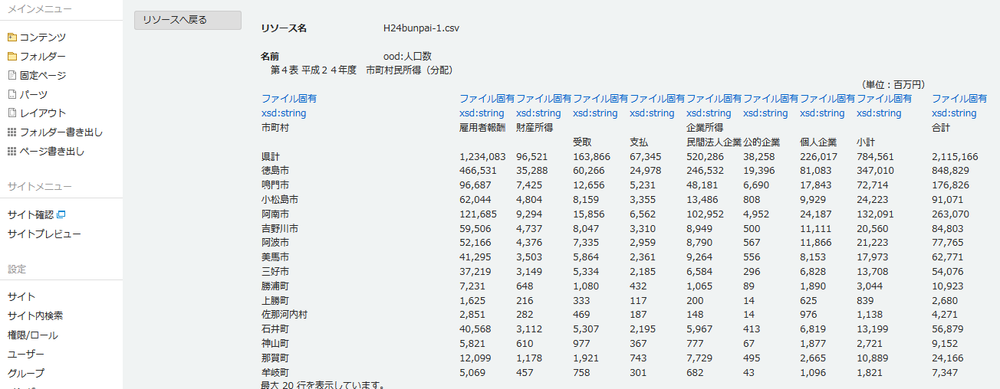 メインメニュー
コンテンツ
フォルダー
固定ページ
パーツ
レイアウト
フォルダー書き出し
ページ書き出し
サイトメニュー
サイト確認
サイトプレビュー
設定
サイト
サイト内検索
権限/ロール
ユーザー
グループ
リソースへ戻る
リソース名 H24bunpai-1.csv
名前 ood:人口数
第４表 平成２４年度　市町村民所得（分配）
（単位：百万円）
ファイル固有 ファイル固有 ファイル固有 ファイル固有 ファイル固有 ファイル固有 ファイル固有 ファイル固有 ファイル固有 ファイル固有
xsd:string xsd:string xsd:string xsd:string xsd:string xsd:string xsd:string xsd:string xsd:string xsd:string
市町村 雇用者報酬 財産所得 企業所得 合計
受取 支払 民間法人企業 公的企業 個人企業 小計
県計 1,234,083 96,521 163,866 67,345 520,286 38,258 226,017 784,561 2,115,166
徳島市 466,531 35,288 60,266 24,978 246,532 19,396 81,083 347,010 848,829
鳴門市 96,687 7,425 12,656 5,231 48,181 6,690 17,843 72,714 176,826
小松島市 62,044 4,804 8,159 3,355 13,486 808 9,929 24,223 91,071
阿南市 121,685 9,294 15,856 6,562 102,952 4,952 24,187 132,091 263,070
吉野川市 59,506 4,737 8,047 3,310 8,949 500 11,111 20,560 84,803
阿波市 52,166 4,376 7,335 2,959 8,790 567 11,866 21,223 77,765
美馬市 41,295 3,503 5,864 2,361 9,264 556 8,153 17,973 62,771
三好市 37,219 3,149 5,334 2,185 6,584 296 6,828 13,708 54,076
勝浦町 7,231 648 1,080 432 1,065 89 1,890 3,044 10,923
上勝町 1,625 216 333 117 200 14 625 839 2,680
佐那河内村 2,851 282 469 187 148 14 976 1,138 4,271
石井町 40,568 3,112 5,307 2,195 5,967 413 6,819 13,199 56,879
神山町 5,821 610 977 367 777 67 1,877 2,721 9,152
那賀町 12,099 1,178 1,921 743 7,729 495 2,665 10,889 24,166
牟岐町 5,069 457 758 301 682 43 1,096 1,821 7,347
最大 20 行を表示しています。